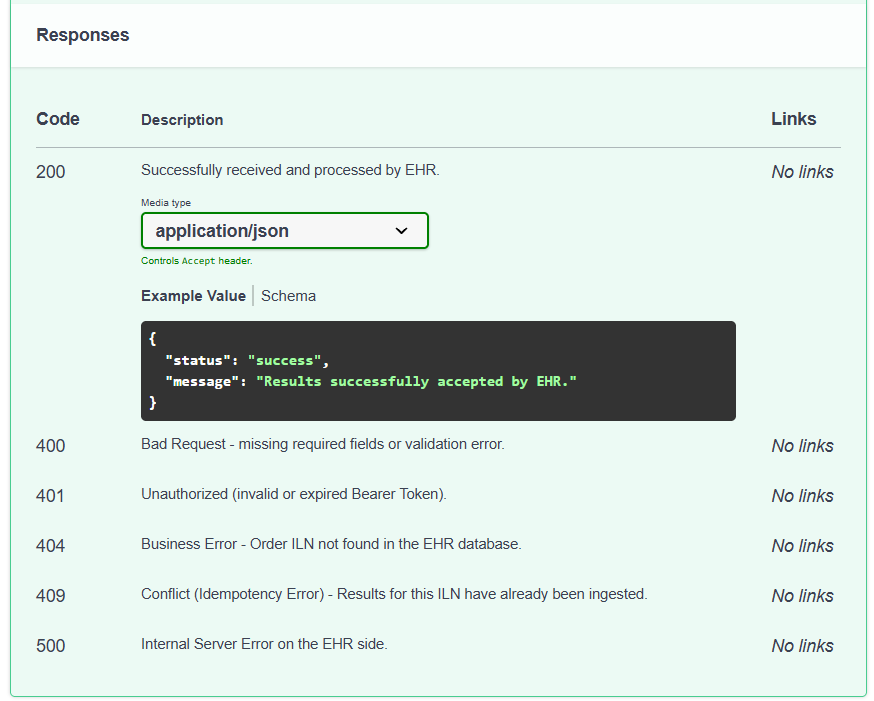 Responses
Code Description Links
200 Successfully received and processed by EHR. No links
Media type
application/json
Controls Accept header.
Example Value Schema
{
  "status": "success",
  "message": "Results successfully accepted by EHR."
}
400 Bad Request - missing required fields or validation error. No links
401 Unauthorized (invalid or expired Bearer Token). No links
404 Business Error - Order ILN not found in the EHR database. No links
409 Conflict (Idempotency Error) - Results for this ILN have already been ingested. No links
500 Internal Server Error on the EHR side. No links